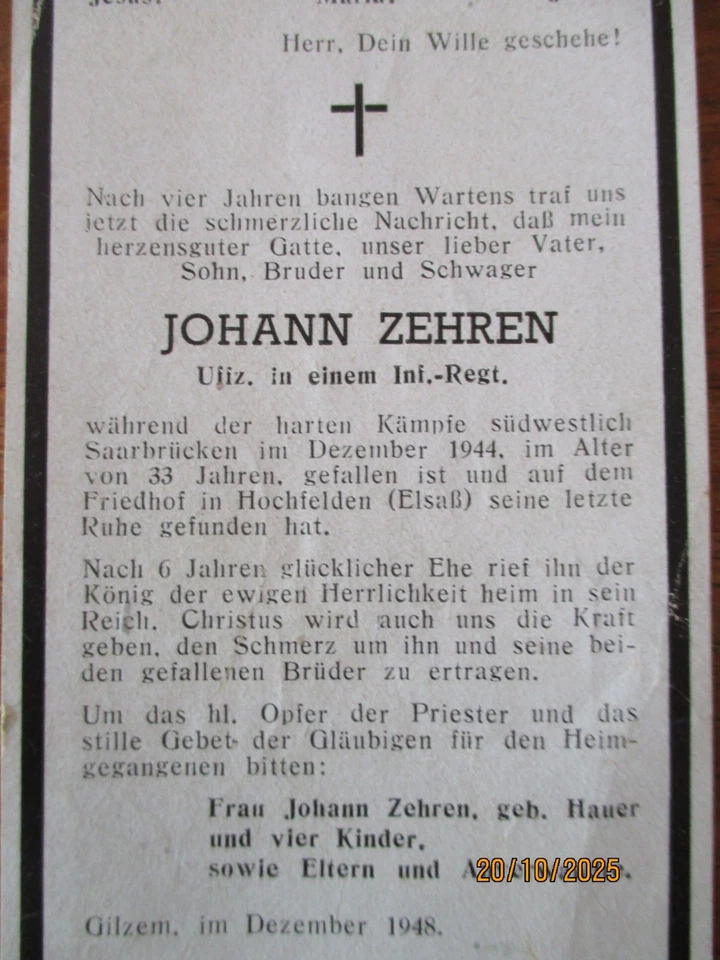 Jesus! Maria!
Herr, Dein Wille geschehe!
Nach vier Jahren bangen Wartens traf uns
jetzt die schmerzliche Nachricht, daß mein
herzensguter Gatte, unser lieber Vater,
Sohn, Bruder und Schwager
JOHANN ZEHREN
Uffz. in einem Inf.-Regt.
während der harten Kämpfe südwestlich
Saarbrücken im Dezember 1944, im Alter
von 33 Jahren, gefallen ist und auf dem
Friedhof in Hochfelden (Elsaß) seine letzte
Ruhe gefunden hat.
Nach 6 Jahren glücklicher Ehe rief ihn der
König der ewigen Herrlichkeit heim in sein
Reich. Christus wird auch uns die Kraft
geben, den Schmerz um ihn und seine bei-
den gefallenen Brüder zu ertragen.
Um das hl. Opfer der Priester und das
stille Gebet der Gläubigen für den Heim-
gegangenen bitten:
Frau Johann Zehren, geb. Hauer
und vier Kinder,
sowie Eltern und
20/10/2025
Gilzem, im Dezember 1948.